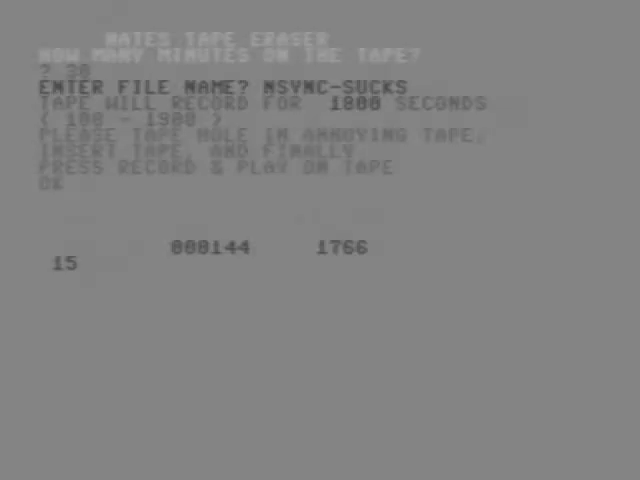 NATES TAPE ERASER
HOW MANY MINUTES ON THE TAPE?
? 30
ENTER FILE NAME? NSYNC-SUCKS
TAPE WILL RECORD FOR 1800 SECONDS
( 100 - 1900 )
PLEASE TAPE HOLE IN ANNOYING TAPE,
INSERT TAPE, AND FINALLY
PRESS RECORD & PLAY ON TAPE
OK
000144 1766
15